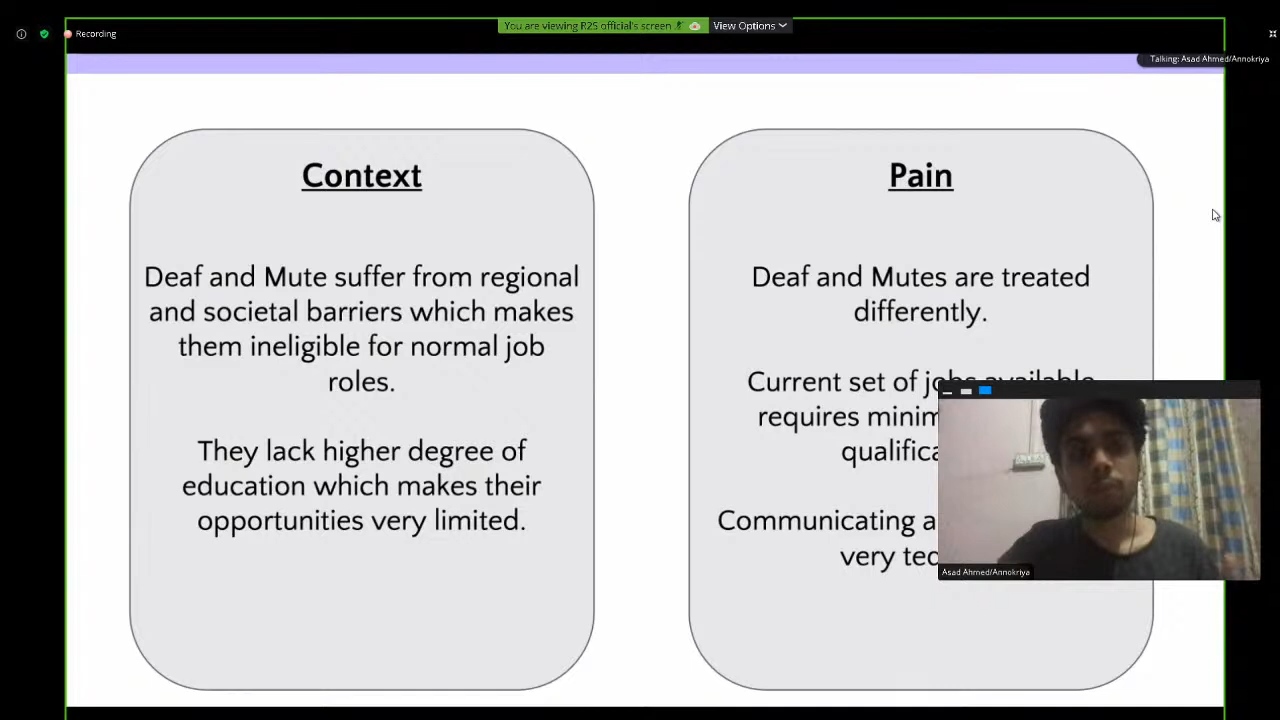 You are viewing R2S official's screen
View Options
Recording
Talking: Asad Ahmed/Annokriya
Context
Deaf and Mute suffer from regional
and societal barriers which makes
them ineligible for normal job
roles.
They lack higher degree of
education which makes their
opportunities very limited.
Pain
Deaf and Mutes are treated
differently.
Current set of jobs available
requires
Communicating
very
Asad Ahmed/Annokriya